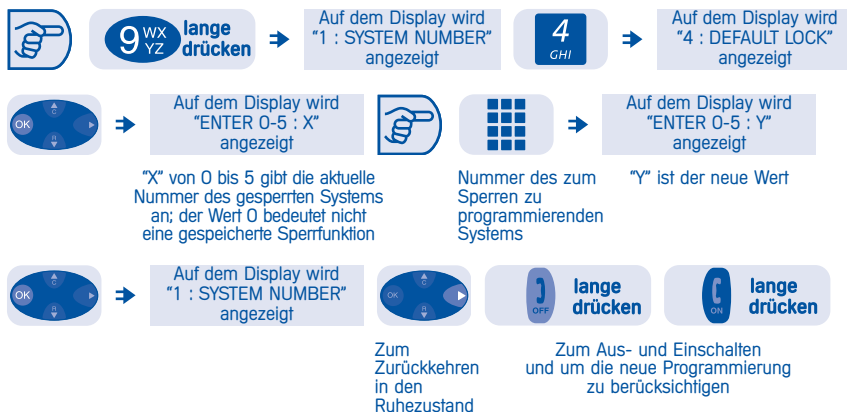 9 WX YZ
lange drücken
Auf dem Display wird
"1 : SYSTEM NUMBER"
angezeigt
4
GHI
Auf dem Display wird
"4 : DEFAULT LOCK"
angezeigt
OK
C
R
Auf dem Display wird
"ENTER 0-5 : X"
angezeigt
Auf dem Display wird
"ENTER 0-5 : Y"
angezeigt
"X" von 0 bis 5 gibt die aktuelle
Nummer des gesperrten Systems
an; der Wert 0 bedeutet nicht
eine gespeicherte Sperrfunktion
Nummer des zum
Sperren zu
programmierenden
Systems
"Y" ist der neue Wert
OK
C
R
Auf dem Display wird
"1 : SYSTEM NUMBER"
angezeigt
OK
C
R
OFF
lange
drücken
ON
lange
drücken
Zum
Zurückkehren
in den
Ruhezustand
Zum Aus- und Einschalten
und um die neue Programmierung
zu berücksichtigen